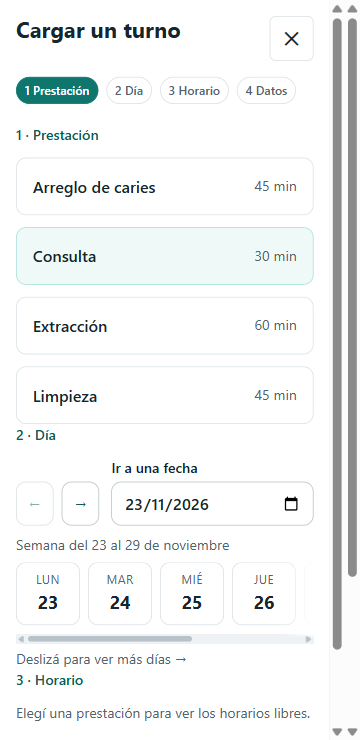 Cargar un turno
1 Prestación 2 Día 3 Horario 4 Datos
1 · Prestación
Arreglo de caries 45 min
Consulta 30 min
Extracción 60 min
Limpieza 45 min
2 · Día
Ir a una fecha
← → 23/11/2026
Semana del 23 al 29 de noviembre
LUN MAR MIÉ JUE
23 24 25 26
Deslizá para ver más días →
3 · Horario
Elegí una prestación para ver los horarios libres.